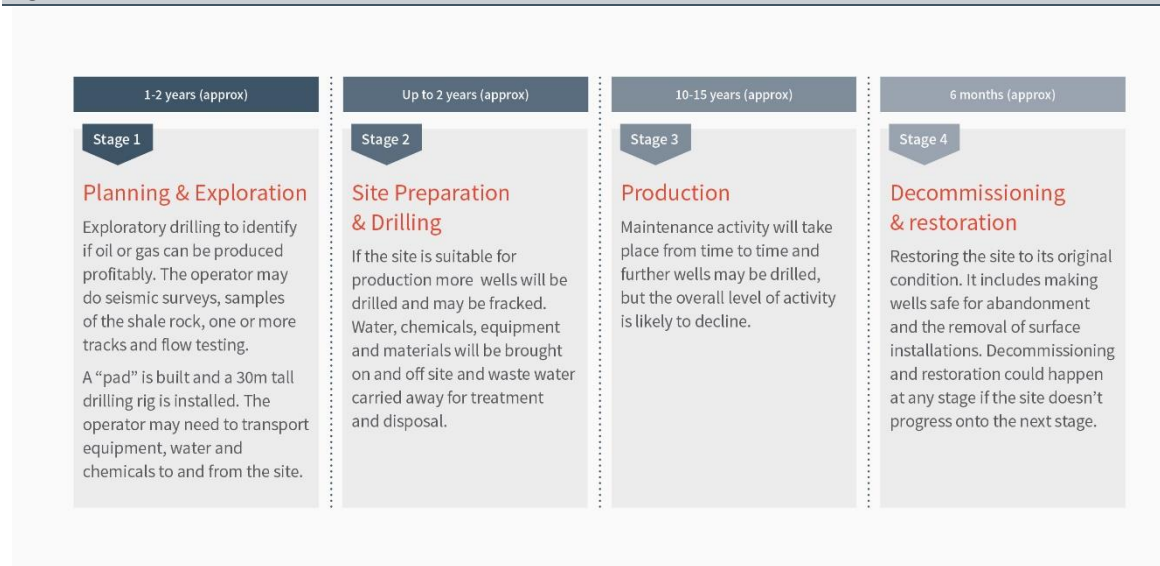 1-2 years (approx)
Stage 1
Planning & Exploration
Exploratory drilling to identify
if oil or gas can be produced
profitably. The operator may
do seismic surveys, samples
of the shale rock, one or more
tracks and flow testing.
A “pad” is built and a 30m tall
drilling rig is installed. The
operator may need to transport
equipment, water and
chemicals to and from the site.
Up to 2 years (approx)
Stage 2
Site Preparation
& Drilling
If the site is suitable for
production more wells will be
drilled and may be fracked.
Water, chemicals, equipment
and materials will be brought
on and off site and waste water
carried away for treatment
and disposal.
10-15 years (approx)
Stage 3
Production
Maintenance activity will take
place from time to time and
further wells may be drilled,
but the overall level of activity
is likely to decline.
6 months (approx)
Stage 4
Decommissioning
& restoration
Restoring the site to its original
condition. It includes making
wells safe for abandonment
and the removal of surface
installations. Decommissioning
and restoration could happen
at any stage if the site doesn’t
progress onto the next stage.